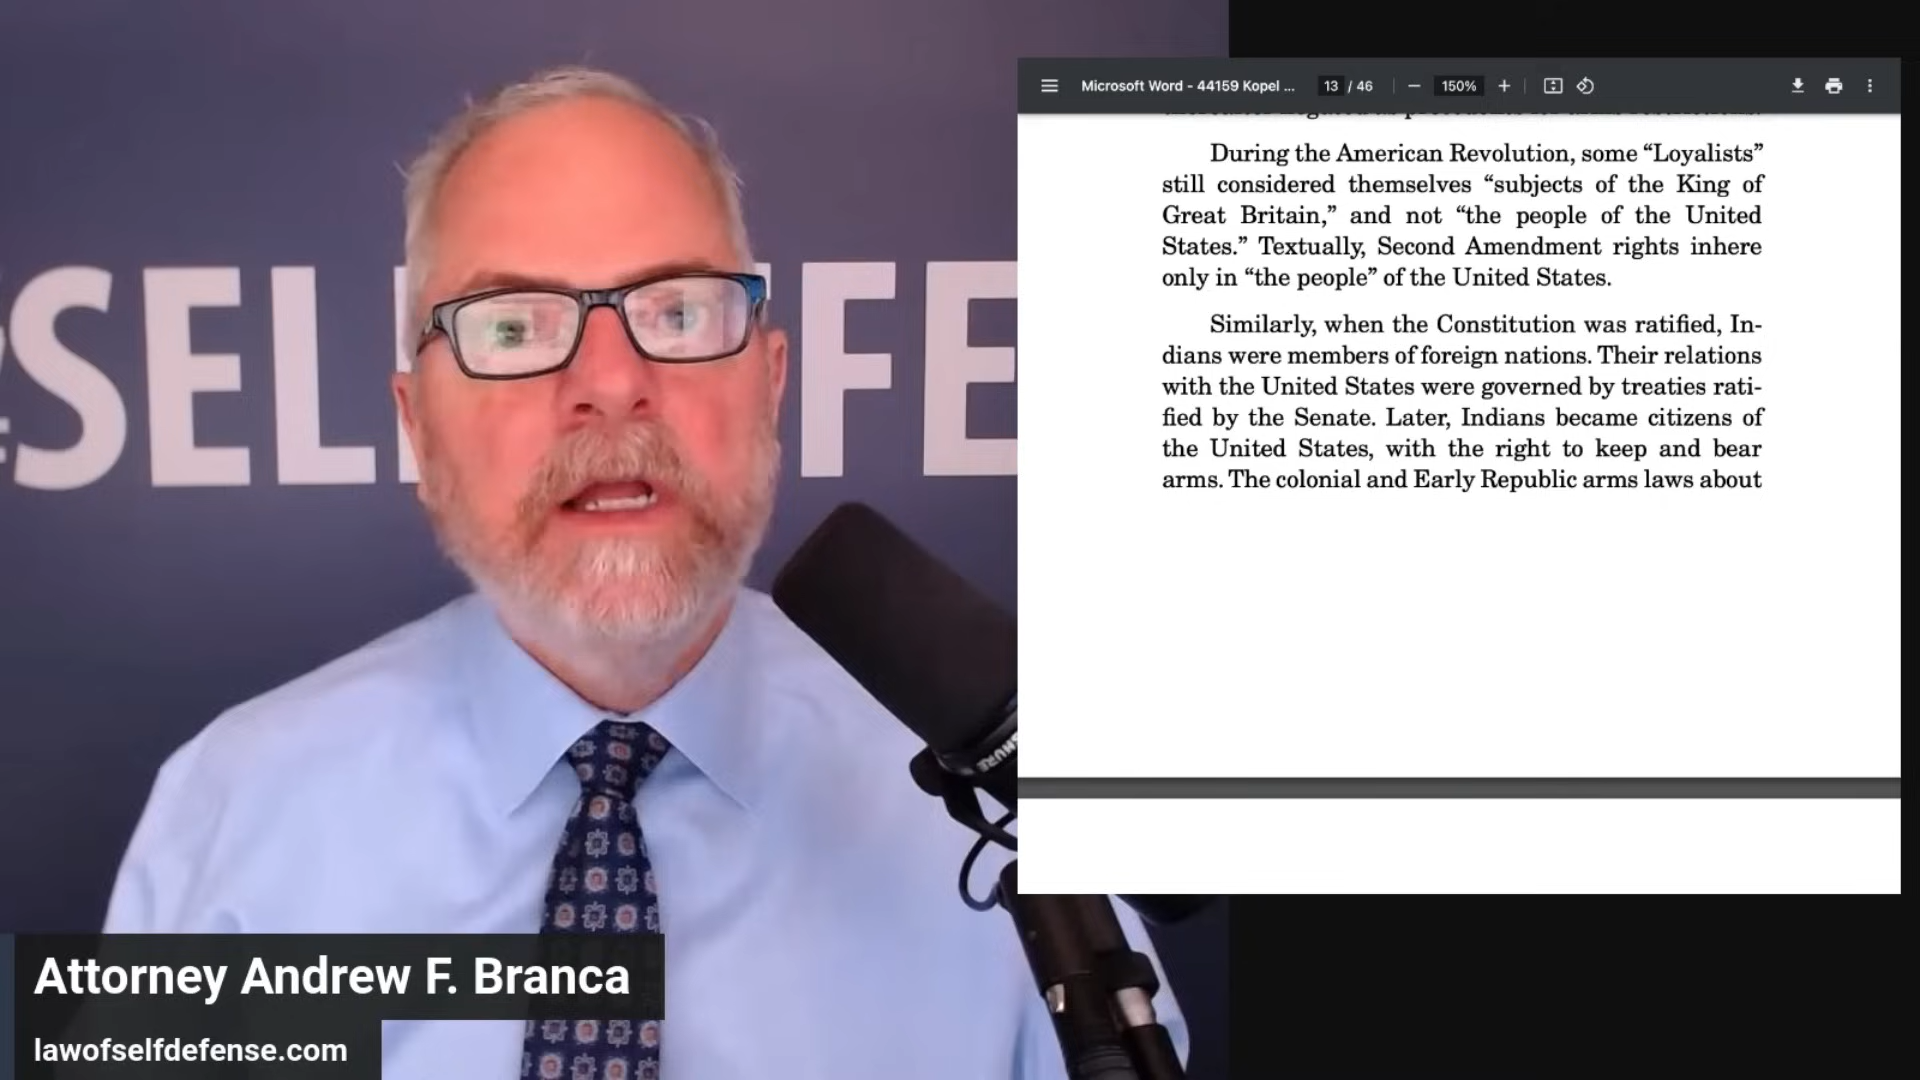 SEL
FE
Microsoft Word - 44159 Kopel ...
13 / 46
150%
During the American Revolution, some “Loyalists”
still considered themselves “subjects of the King of
Great Britain,” and not “the people of the United
States.” Textually, Second Amendment rights inhere
only in “the people” of the United States.
Similarly, when the Constitution was ratified, In-
dians were members of foreign nations. Their relations
with the United States were governed by treaties rati-
fied by the Senate. Later, Indians became citizens of
the United States, with the right to keep and bear
arms. The colonial and Early Republic arms laws about
SHURE
Attorney Andrew F. Branca
lawofselfdefense.com